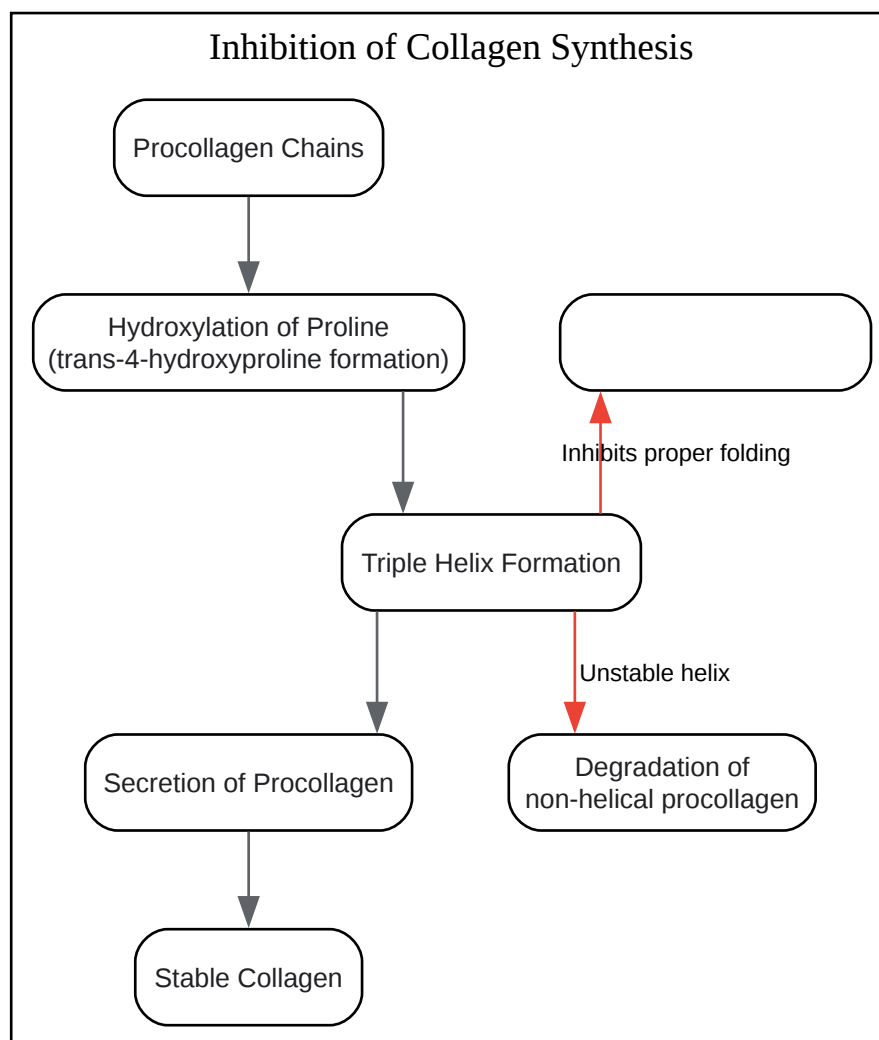 Inhibition of Collagen Synthesis
Procollagen Chains
Hydroxylation of Proline
(trans-4-hydroxyproline formation)
Inhibits proper folding
Triple Helix Formation
Unstable helix
Secretion of Procollagen
Degradation of
non-helical procollagen
Stable Collagen